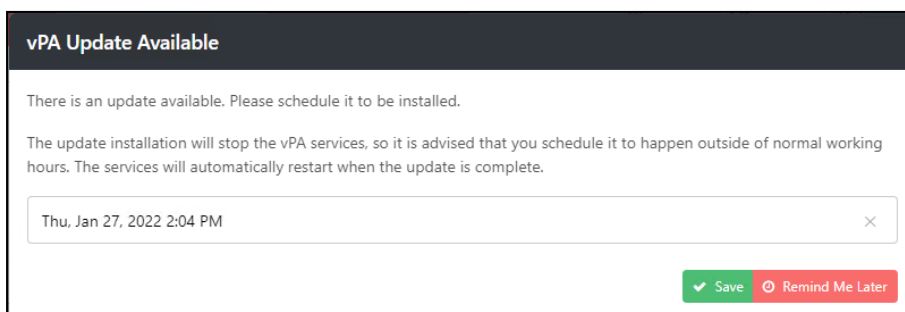 vPA Update Available
There is an update available. Please schedule it to be installed.
The update installation will stop the vPA services, so it is advised that you schedule it to happen outside of normal working
hours. The services will automatically restart when the update is complete.
Thu, Jan 27, 2022 2:04 PM
Save Remind Me Later